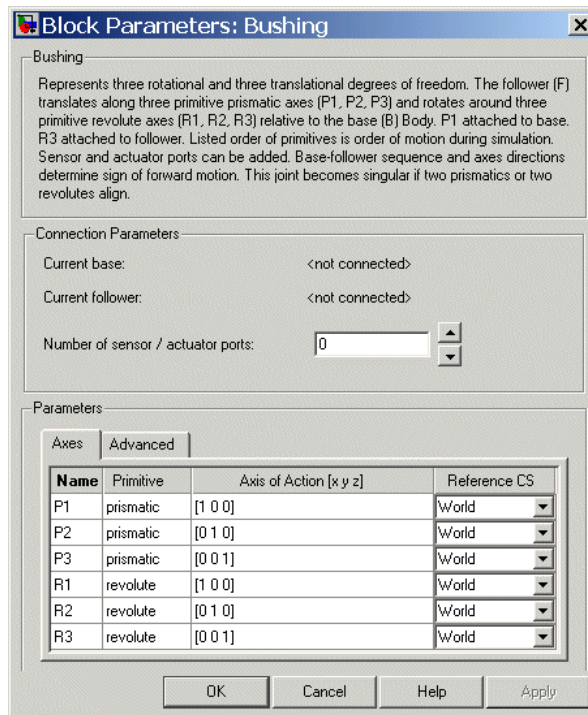 Block Parameters: Bushing
Bushing
Represents three rotational and three translational degrees of freedom. The follower (F)
translates along three primitive prismatic axes (P1, P2, P3) and rotates around three
primitive revolute axes (R1, R2, R3) relative to the base (B) Body. P1 attached to base.
R3 attached to follower. Listed order of primitives is order of motion during simulation.
Sensor and actuator ports can be added. Base-follower sequence and axes directions
determine sign of forward motion. This joint becomes singular if two prismatics or two
revolutes align.
Connection Parameters
Current base: <not connected>
Current follower: <not connected>
Number of sensor / actuator ports: 0
Parameters
Axes Advanced
Name Primitive Axis of Action [x y z] Reference CS
P1 prismatic [1 0 0] World
P2 prismatic [0 1 0] World
P3 prismatic [0 0 1] World
R1 revolute [1 0 0] World
R2 revolute [0 1 0] World
R3 revolute [0 0 1] World
OK Cancel Help Apply